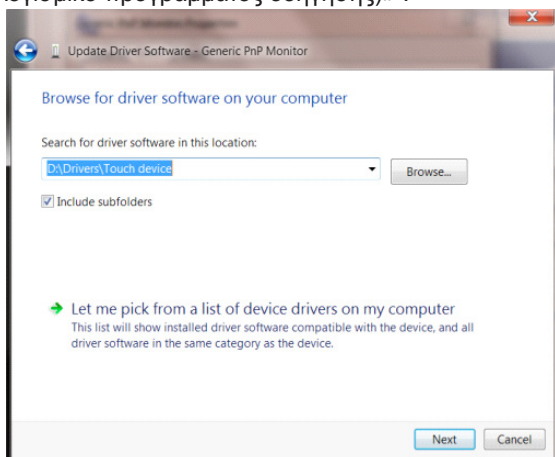 Update Driver Software - Generic PnP Monitor
Browse for driver software on your computer
Search for driver software in this location:
D:\Drivers\Touch device
Browse...
Include subfolders
Let me pick from a list of device drivers on my computer
This list will show installed driver software compatible with the device, and all
driver software in the same category as the device.
Next
Cancel